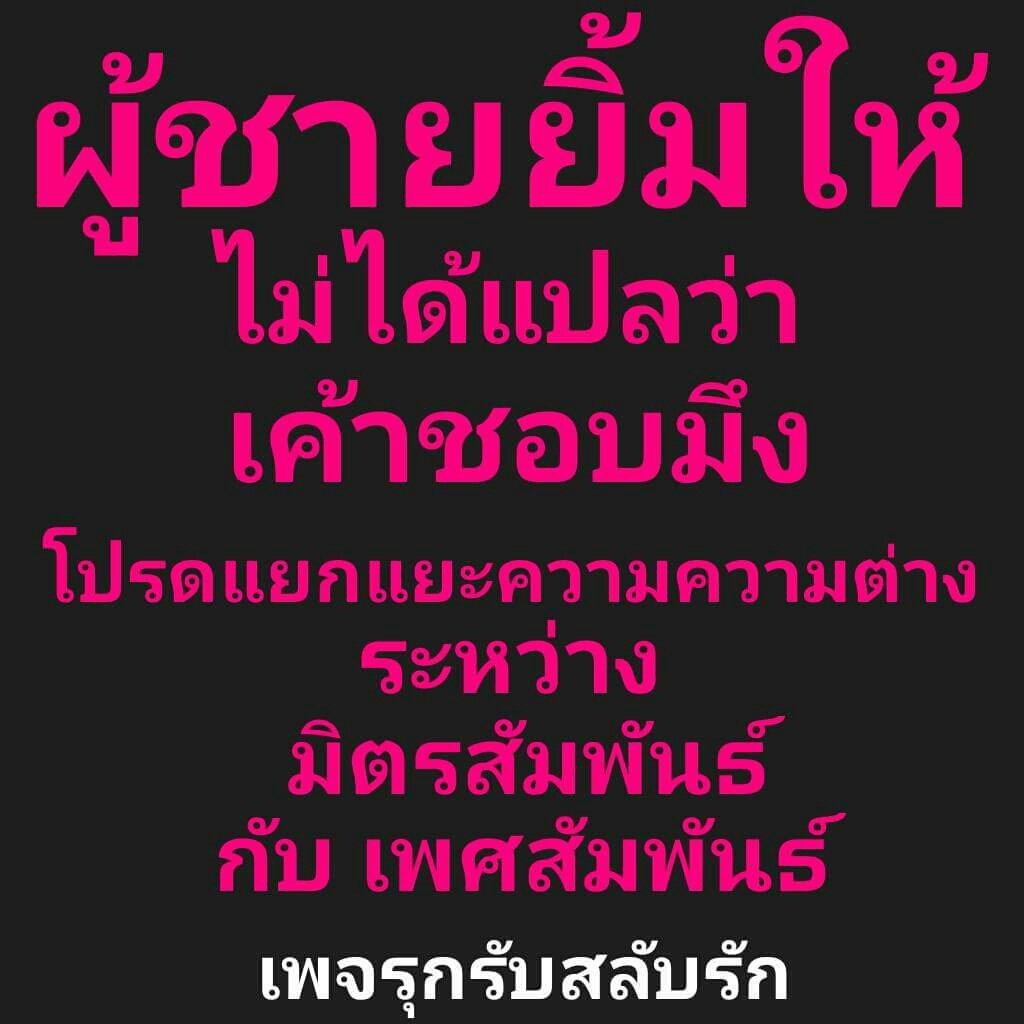 ผู้ชายยิ้มให้
ไม่ได้แปลว่า
เค้าชอบมึง
โปรดแยกแยะความความต่าง
ระหว่าง
มิตรสัมพันธ์
กับ เพศสัมพันธ์
เพจรุกรับสลับรัก